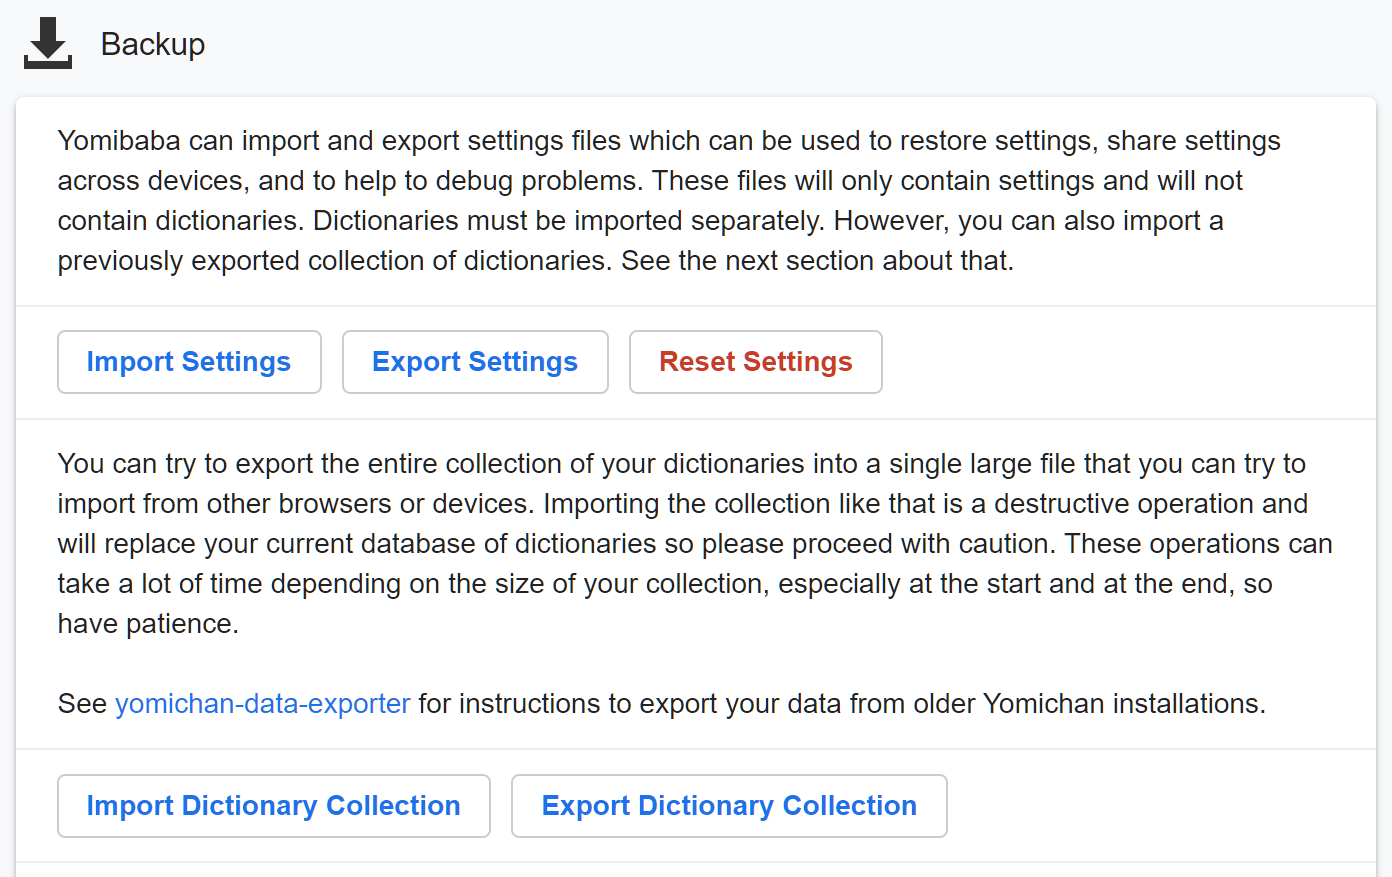 Backup
Yomibaba can import and export settings files which can be used to restore settings, share settings
across devices, and to help to debug problems. These files will only contain settings and will not
contain dictionaries. Dictionaries must be imported separately. However, you can also import a
previously exported collection of dictionaries. See the next section about that.
Import Settings
Export Settings
Reset Settings
You can try to export the entire collection of your dictionaries into a single large file that you can try to
import from other browsers or devices. Importing the collection like that is a destructive operation and
will replace your current database of dictionaries so please proceed with caution. These operations can
take a lot of time depending on the size of your collection, especially at the start and at the end, so
have patience.
See yomichan-data-exporter for instructions to export your data from older Yomichan installations.
Import Dictionary Collection
Export Dictionary Collection